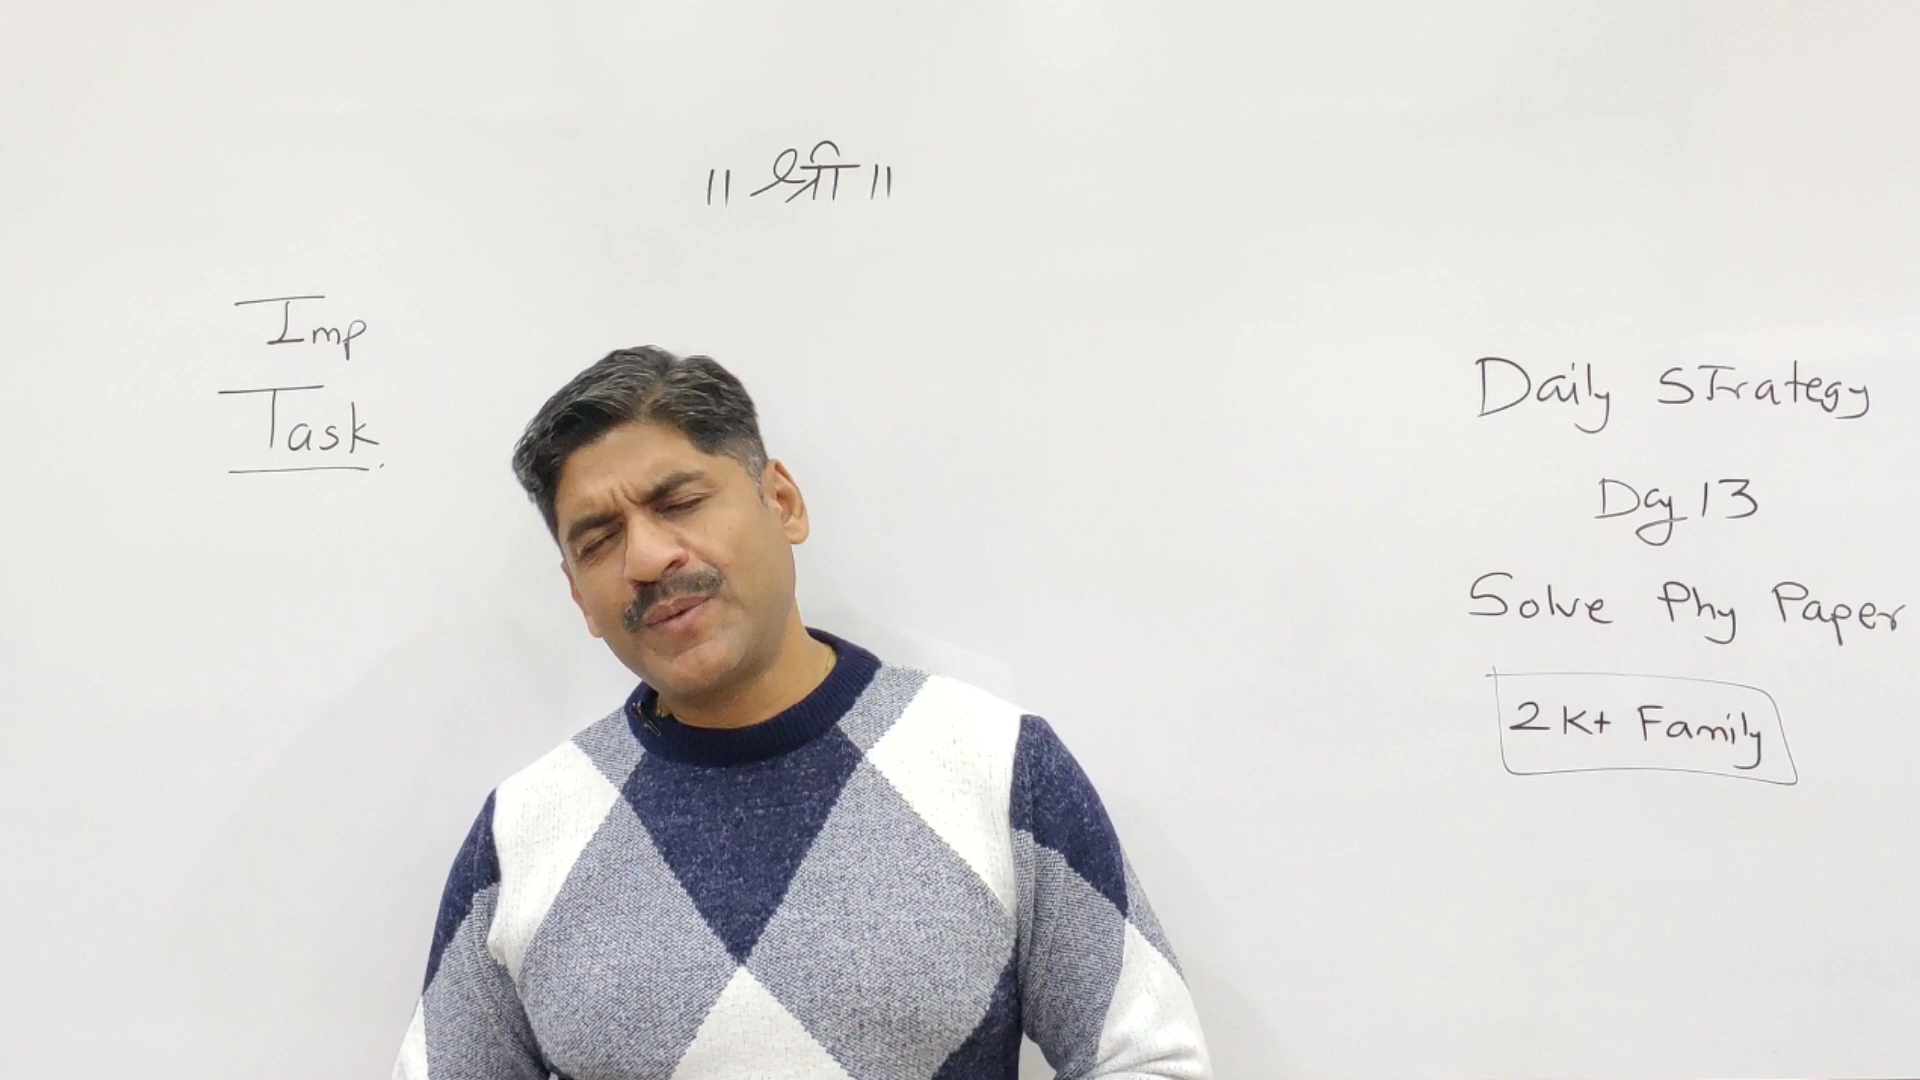 ॥ श्री ॥
Imp
Task.
Daily Strategy
Day 13
Solve Phy Paper
2K+ Family